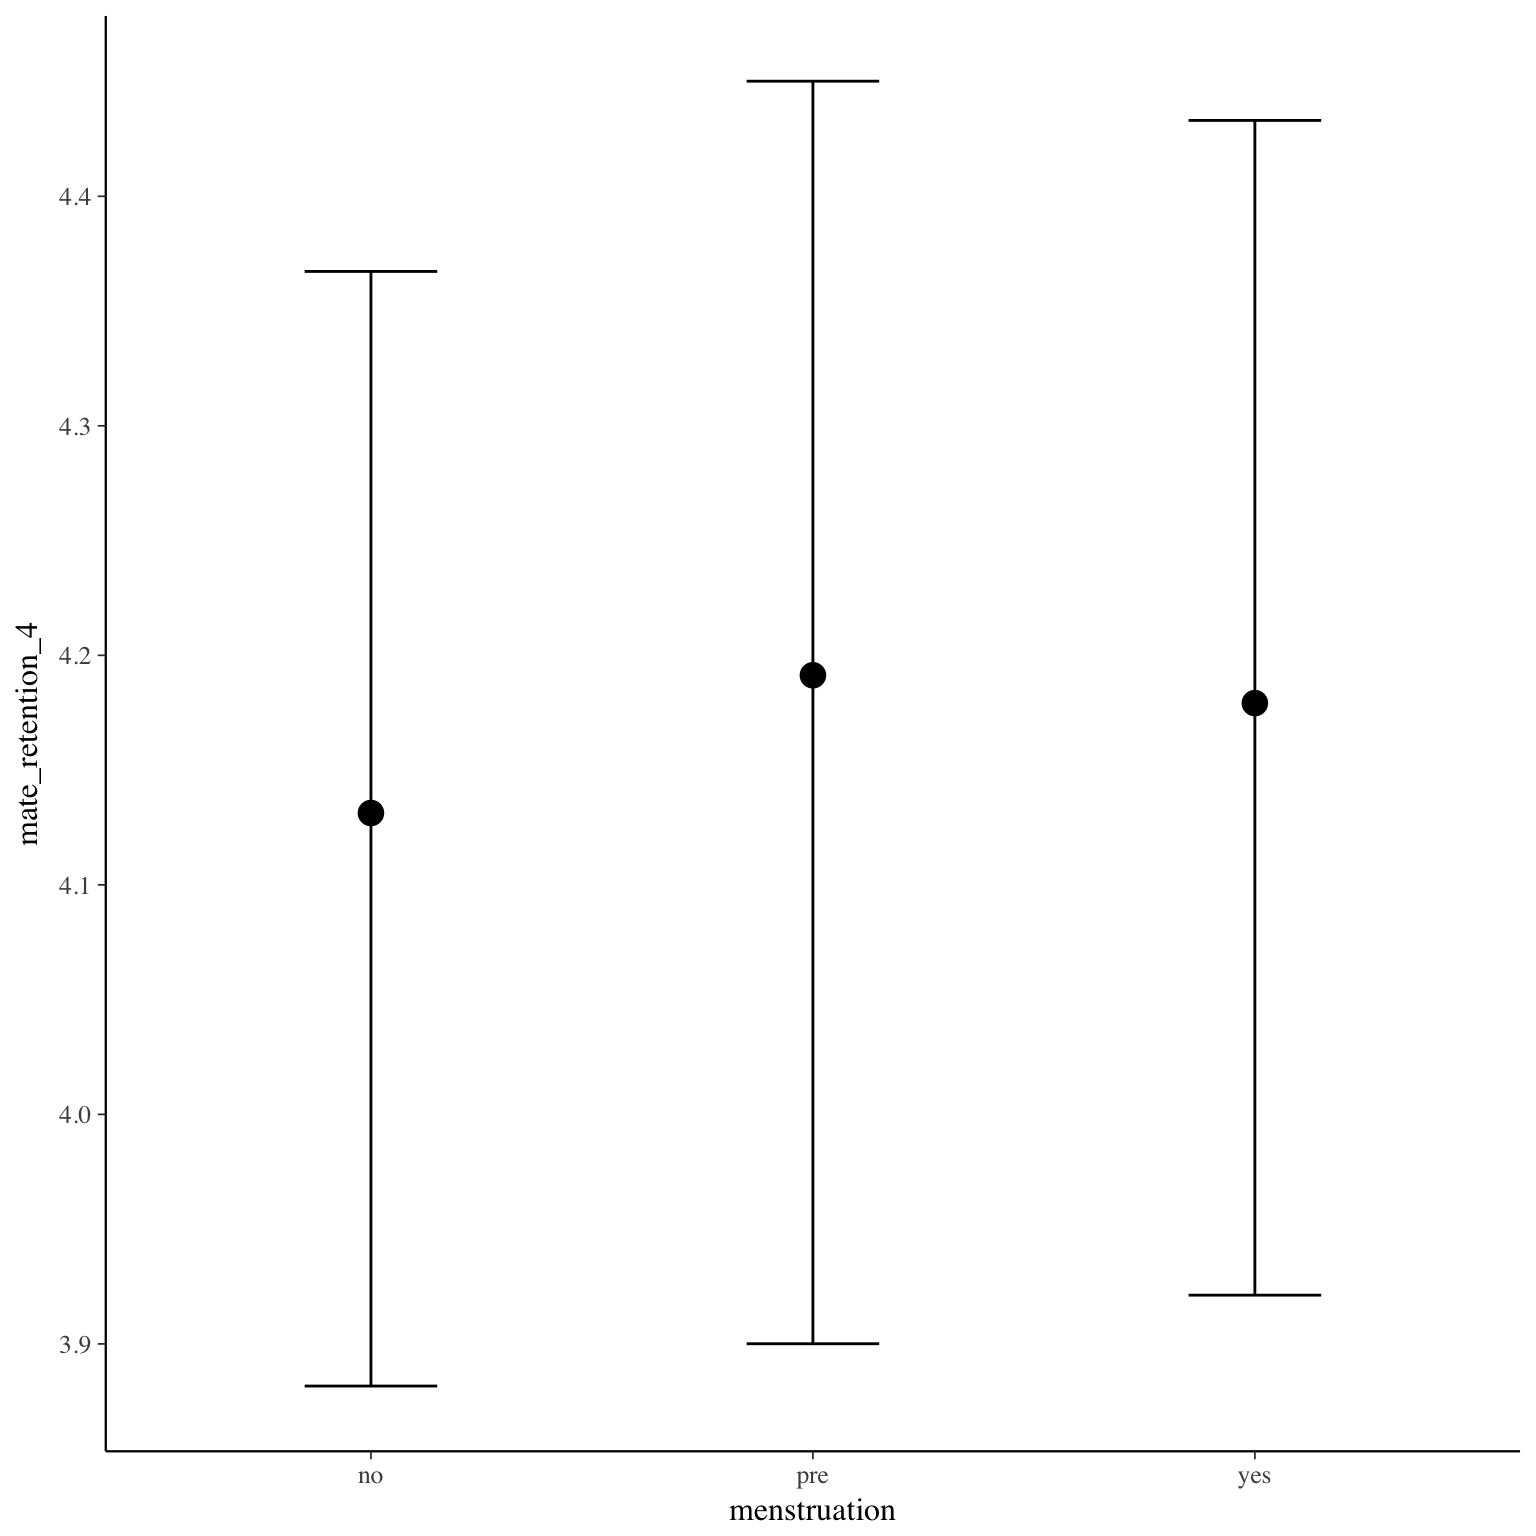 mate_retention_4
4.4
4.3
4.2
4.1
4.0
3.9
no pre yes
menstruation